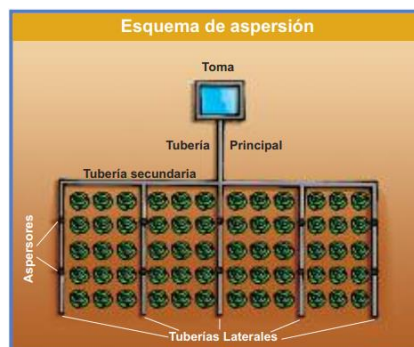 Esquema de aspersión
Toma
Tubería Principal
Tubería secundaria
Aspersores
Tuberías Laterales